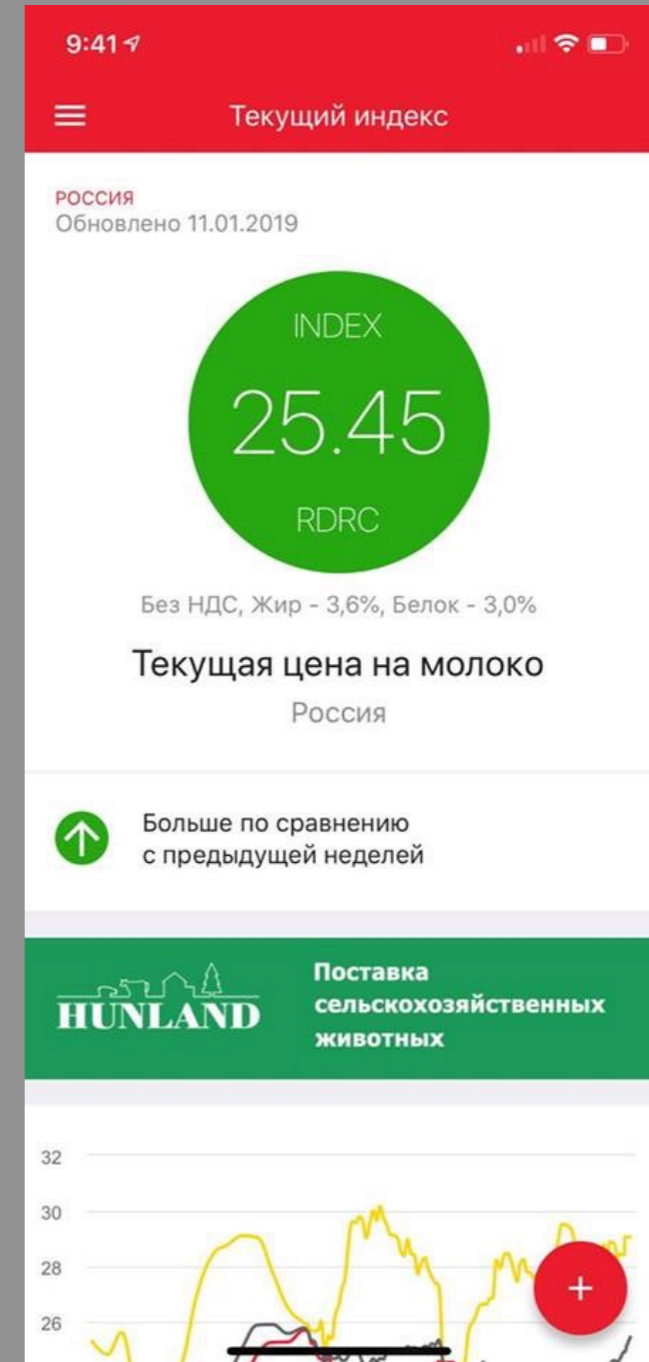 9:41
Текущий индекс
РОССИЯ
Обновлено 11.01.2019
INDEX
25.45
RDRC
Без НДС, Жир - 3,6%, Белок - 3,0%
Текущая цена на молоко
Россия
Больше по сравнению
с предыдущей неделей
HUNLAND
Поставка
сельскохозяйственных
животных
32
30
28
26
+